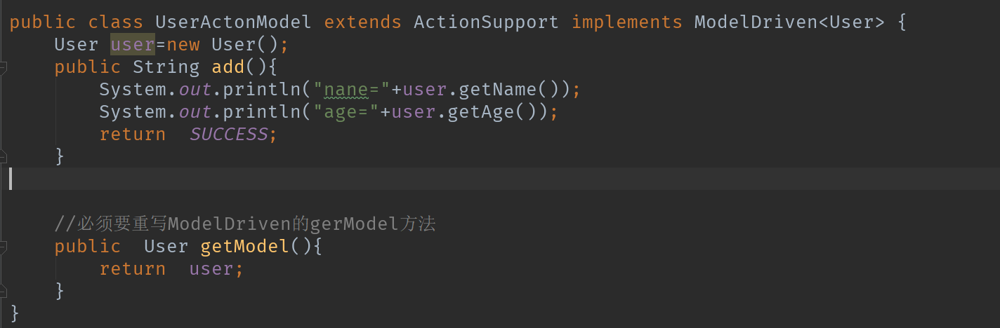 public class UserActonModel extends ActionSupport implements ModelDriven<User> {
    User user=new User();
    public String add(){
        System.out.println("nane="+user.getName());
        System.out.println("age="+user.getAge());
        return  SUCCESS;
    }
    //必须要重写ModelDriven的gerModel方法
    public  User getModel(){
        return  user;
    }
}